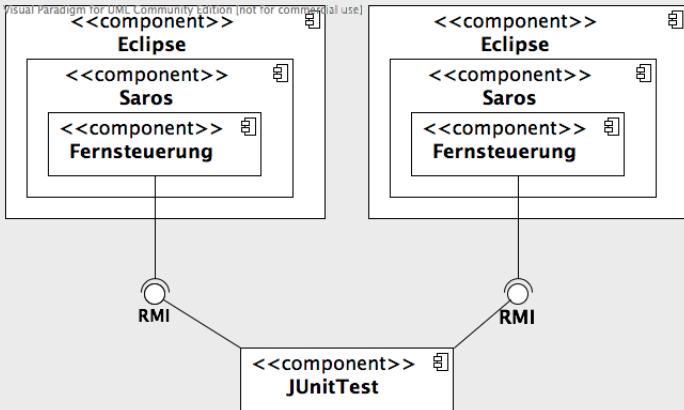 Visual Paradigm for UML Community Edition [not for commercial use]
<<component>>
Eclipse
<<component>>
Saros
<<component>>
Fernsteuerung
RMI
<<component>>
Eclipse
<<component>>
Saros
<<component>>
Fernsteuerung
RMI
<<component>>
JUnitTest